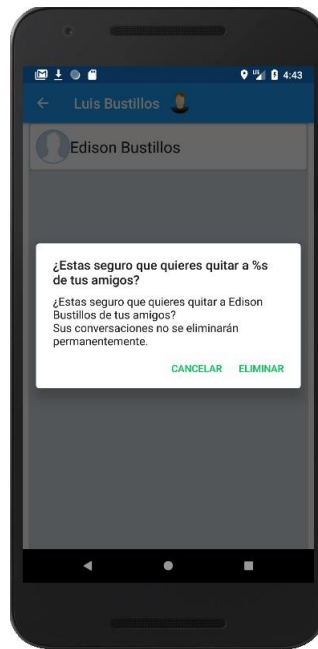 4:43
Luis Bustillos
Edison Bustillos
¿Estas seguro que quieres quitar a %s
de tus amigos?
¿Estas seguro que quieres quitar a Edison
Bustillos de tus amigos?
Sus conversaciones no se eliminarán
permanentemente.
CANCELAR ELIMINAR